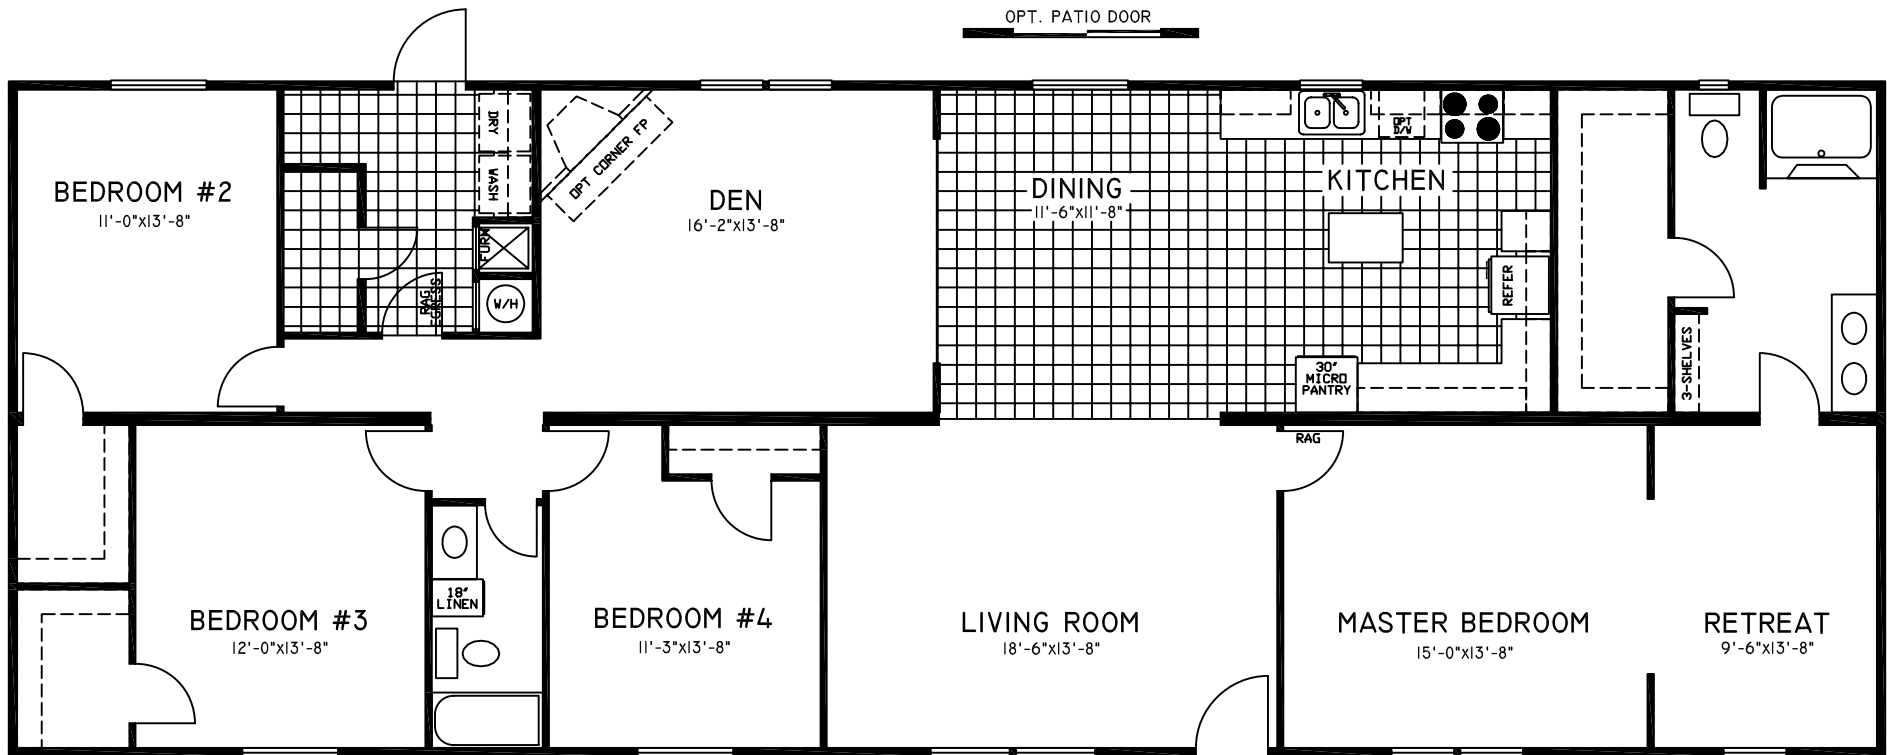 OPT. PATIO DOOR
DRY
WASH
FURN
W/H
RAG
EGRESS
OPT CORNER FP
BEDROOM #2
11'-0"x13'-8"
DEN
16'-2"x13'-8"
DINING
11'-6"x11'-8"
KITCHEN
OPT
D/W
REFER
30"
MICRO
PANTRY
3-SHELVES
RAG
18"
LINEN
BEDROOM #3
12'-0"x13'-8"
BEDROOM #4
11'-3"x13'-8"
LIVING ROOM
18'-6"x13'-8"
MASTER BEDROOM
15'-0"x13'-8"
RETREAT
9'-6"x13'-8"